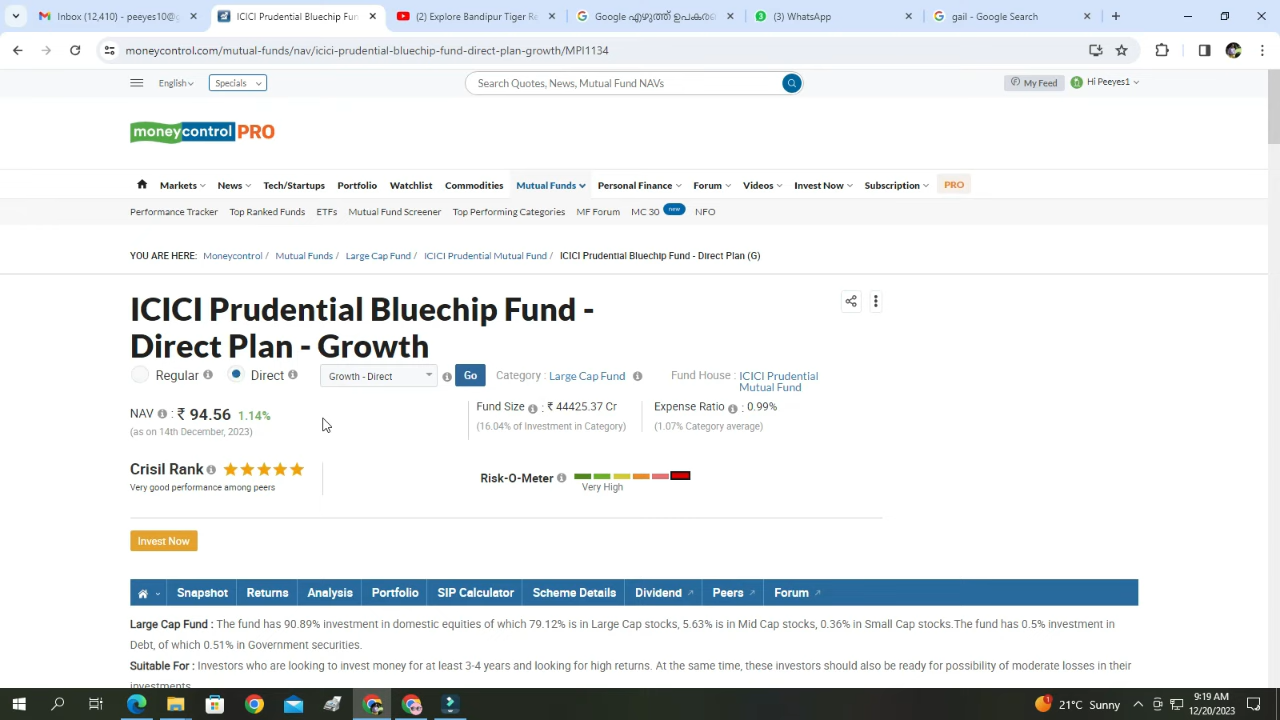 Inbox (12,410) - peeyes10@g
ICICI Prudential Bluechip Fun
(2) Explore Bandipur Tiger Re
Google എഴുത്ത് ഉപകരണ
(3) WhatsApp
gail - Google Search
moneycontrol.com/mutual-funds/nav/icici-prudential-bluechip-fund-direct-plan-growth/MPI1134
English
Specials
Search Quotes, News, Mutual Fund NAVs
My Feed
Hi Peeyes1
moneycontrol PRO
Markets News Tech/Startups Portfolio Watchlist Commodities Mutual Funds Personal Finance Forum Videos Invest Now Subscription PRO
Performance Tracker Top Ranked Funds ETFs Mutual Fund Screener Top Performing Categories MF Forum MC 30 new NFO
YOU ARE HERE: Moneycontrol / Mutual Funds / Large Cap Fund / ICICI Prudential Mutual Fund / ICICI Prudential Bluechip Fund - Direct Plan (G)
ICICI Prudential Bluechip Fund -
Direct Plan - Growth
Regular Direct Growth - Direct Go Category : Large Cap Fund Fund House : ICICI Prudential
Mutual Fund
NAV : ₹ 94.56 1.14%
(as on 14th December, 2023)
Fund Size : ₹ 44425.37 Cr
(16.04% of Investment in Category)
Expense Ratio : 0.99%
(1.07% Category average)
Crisil Rank
Very good performance among peers
Risk-O-Meter
Very High
Invest Now
Snapshot Returns Analysis Portfolio SIP Calculator Scheme Details Dividend Peers Forum
Large Cap Fund : The fund has 90.89% investment in domestic equities of which 79.12% is in Large Cap stocks, 5.63% is in Mid Cap stocks, 0.36% in Small Cap stocks.The fund has 0.5% investment in
Debt, of which 0.51% in Government securities.
Suitable For : Investors who are looking to invest money for at least 3-4 years and looking for high returns. At the same time, these investors should also be ready for possibility of moderate losses in their
investments.
21°C Sunny
9:19 AM
12/20/2023